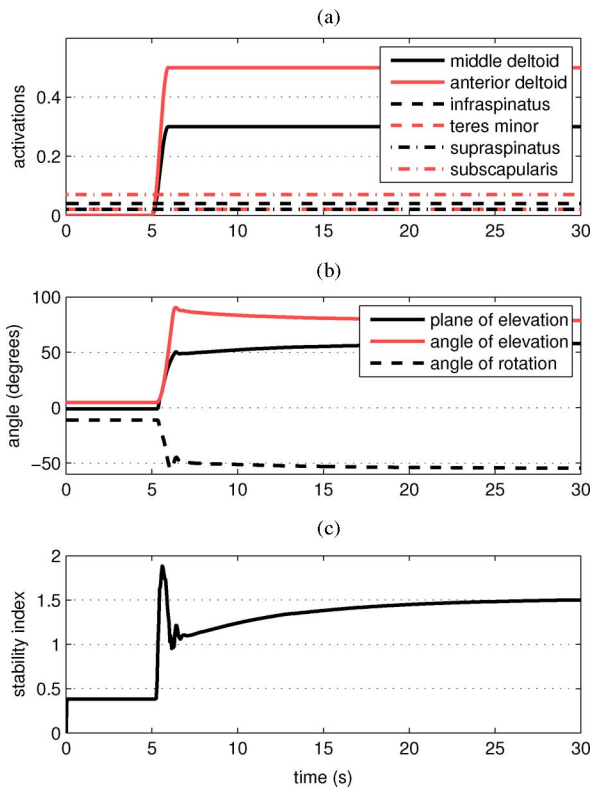 (a)
activations
0.4
0.2
0
middle deltoid
anterior deltoid
infraspinatus
teres minor
supraspinatus
subscapularis
0 5 10 15 20 25 30
(b)
angle (degrees)
100
50
0
−50
plane of elevation
angle of elevation
angle of rotation
0 5 10 15 20 25 30
(c)
stability index
2
1.5
1
0.5
0
0 5 10 15 20 25 30
time (s)